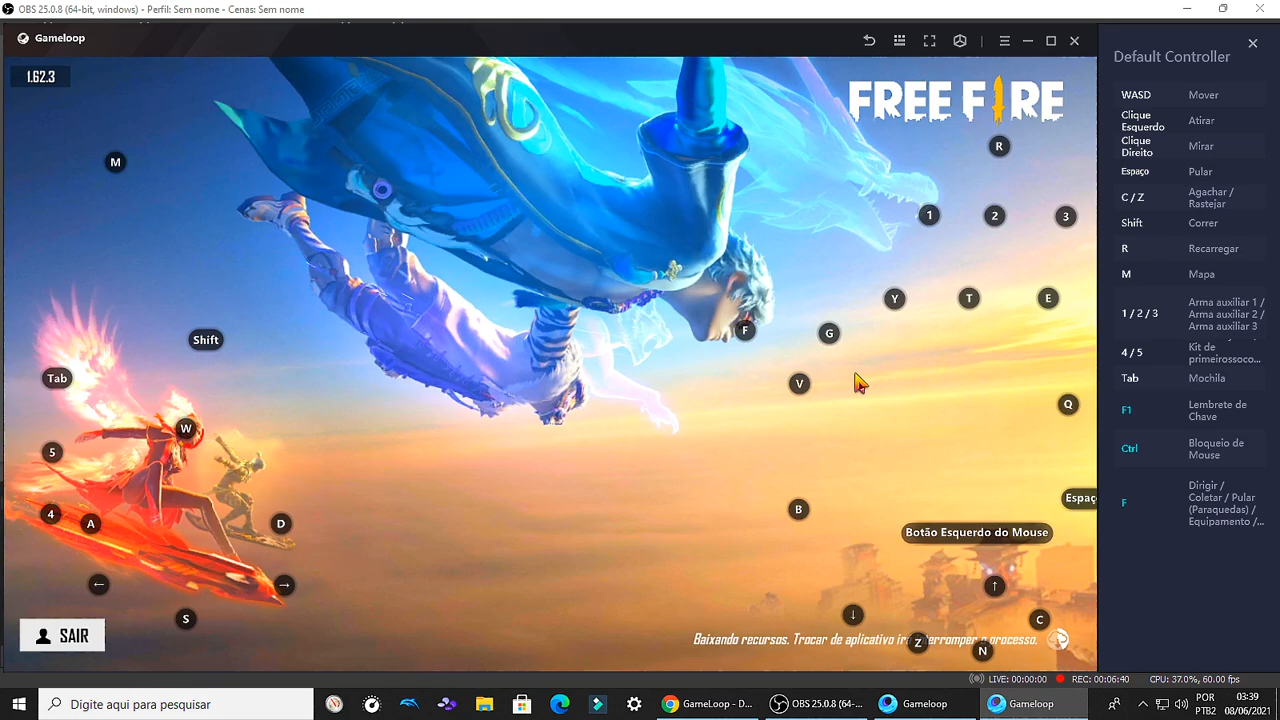 OBS 25.0.8 (64-bit, windows) - Perfil: Sem nome - Cenas: Sem nome
Gameloop
1.62.3
FREE FIRE
M
R
1
2
3
Y
T
E
Shift
F
G
Tab
V
Q
W
5
4
A
D
B
Espaç
Botão Esquerdo do Mouse
←
→
↑
S
↓
C
Z
N
SAIR
Baixando recursos. Trocar de aplicativo irá interromper o processo.
Default Controller
WASD Mover
Clique Esquerdo Atirar
Clique Direito Mirar
Espaço Pular
C / Z Agachar / Rastejar
Shift Correr
R Recarregar
M Mapa
1 / 2 / 3 Arma auxiliar 1 / Arma auxiliar 2 / Arma auxiliar 3
4 / 5 Kit de primeirossoco...
Tab Mochila
F1 Lembrete de Chave
Ctrl Bloqueio de Mouse
F Dirigir / Coletar / Pular (Paraquedas) / Equipamento /...
LIVE: 00:00:00 REC: 00:06:40 CPU: 37.0%, 60.00 fps
Digite aqui para pesquisar
GameLoop - D...
OBS 25.0.8 (64-...
Gameloop
Gameloop
POR
PTB2
03:39
08/06/2021